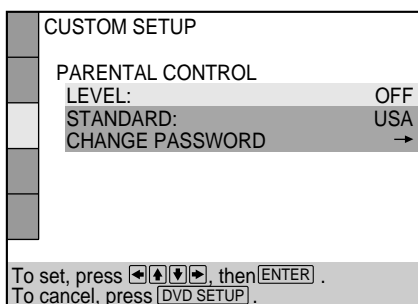 CUSTOM SETUP
PARENTAL CONTROL
LEVEL: OFF
STANDARD: USA
CHANGE PASSWORD →
To set, press ←↑↓→, then ENTER .
To cancel, press DVD SETUP .